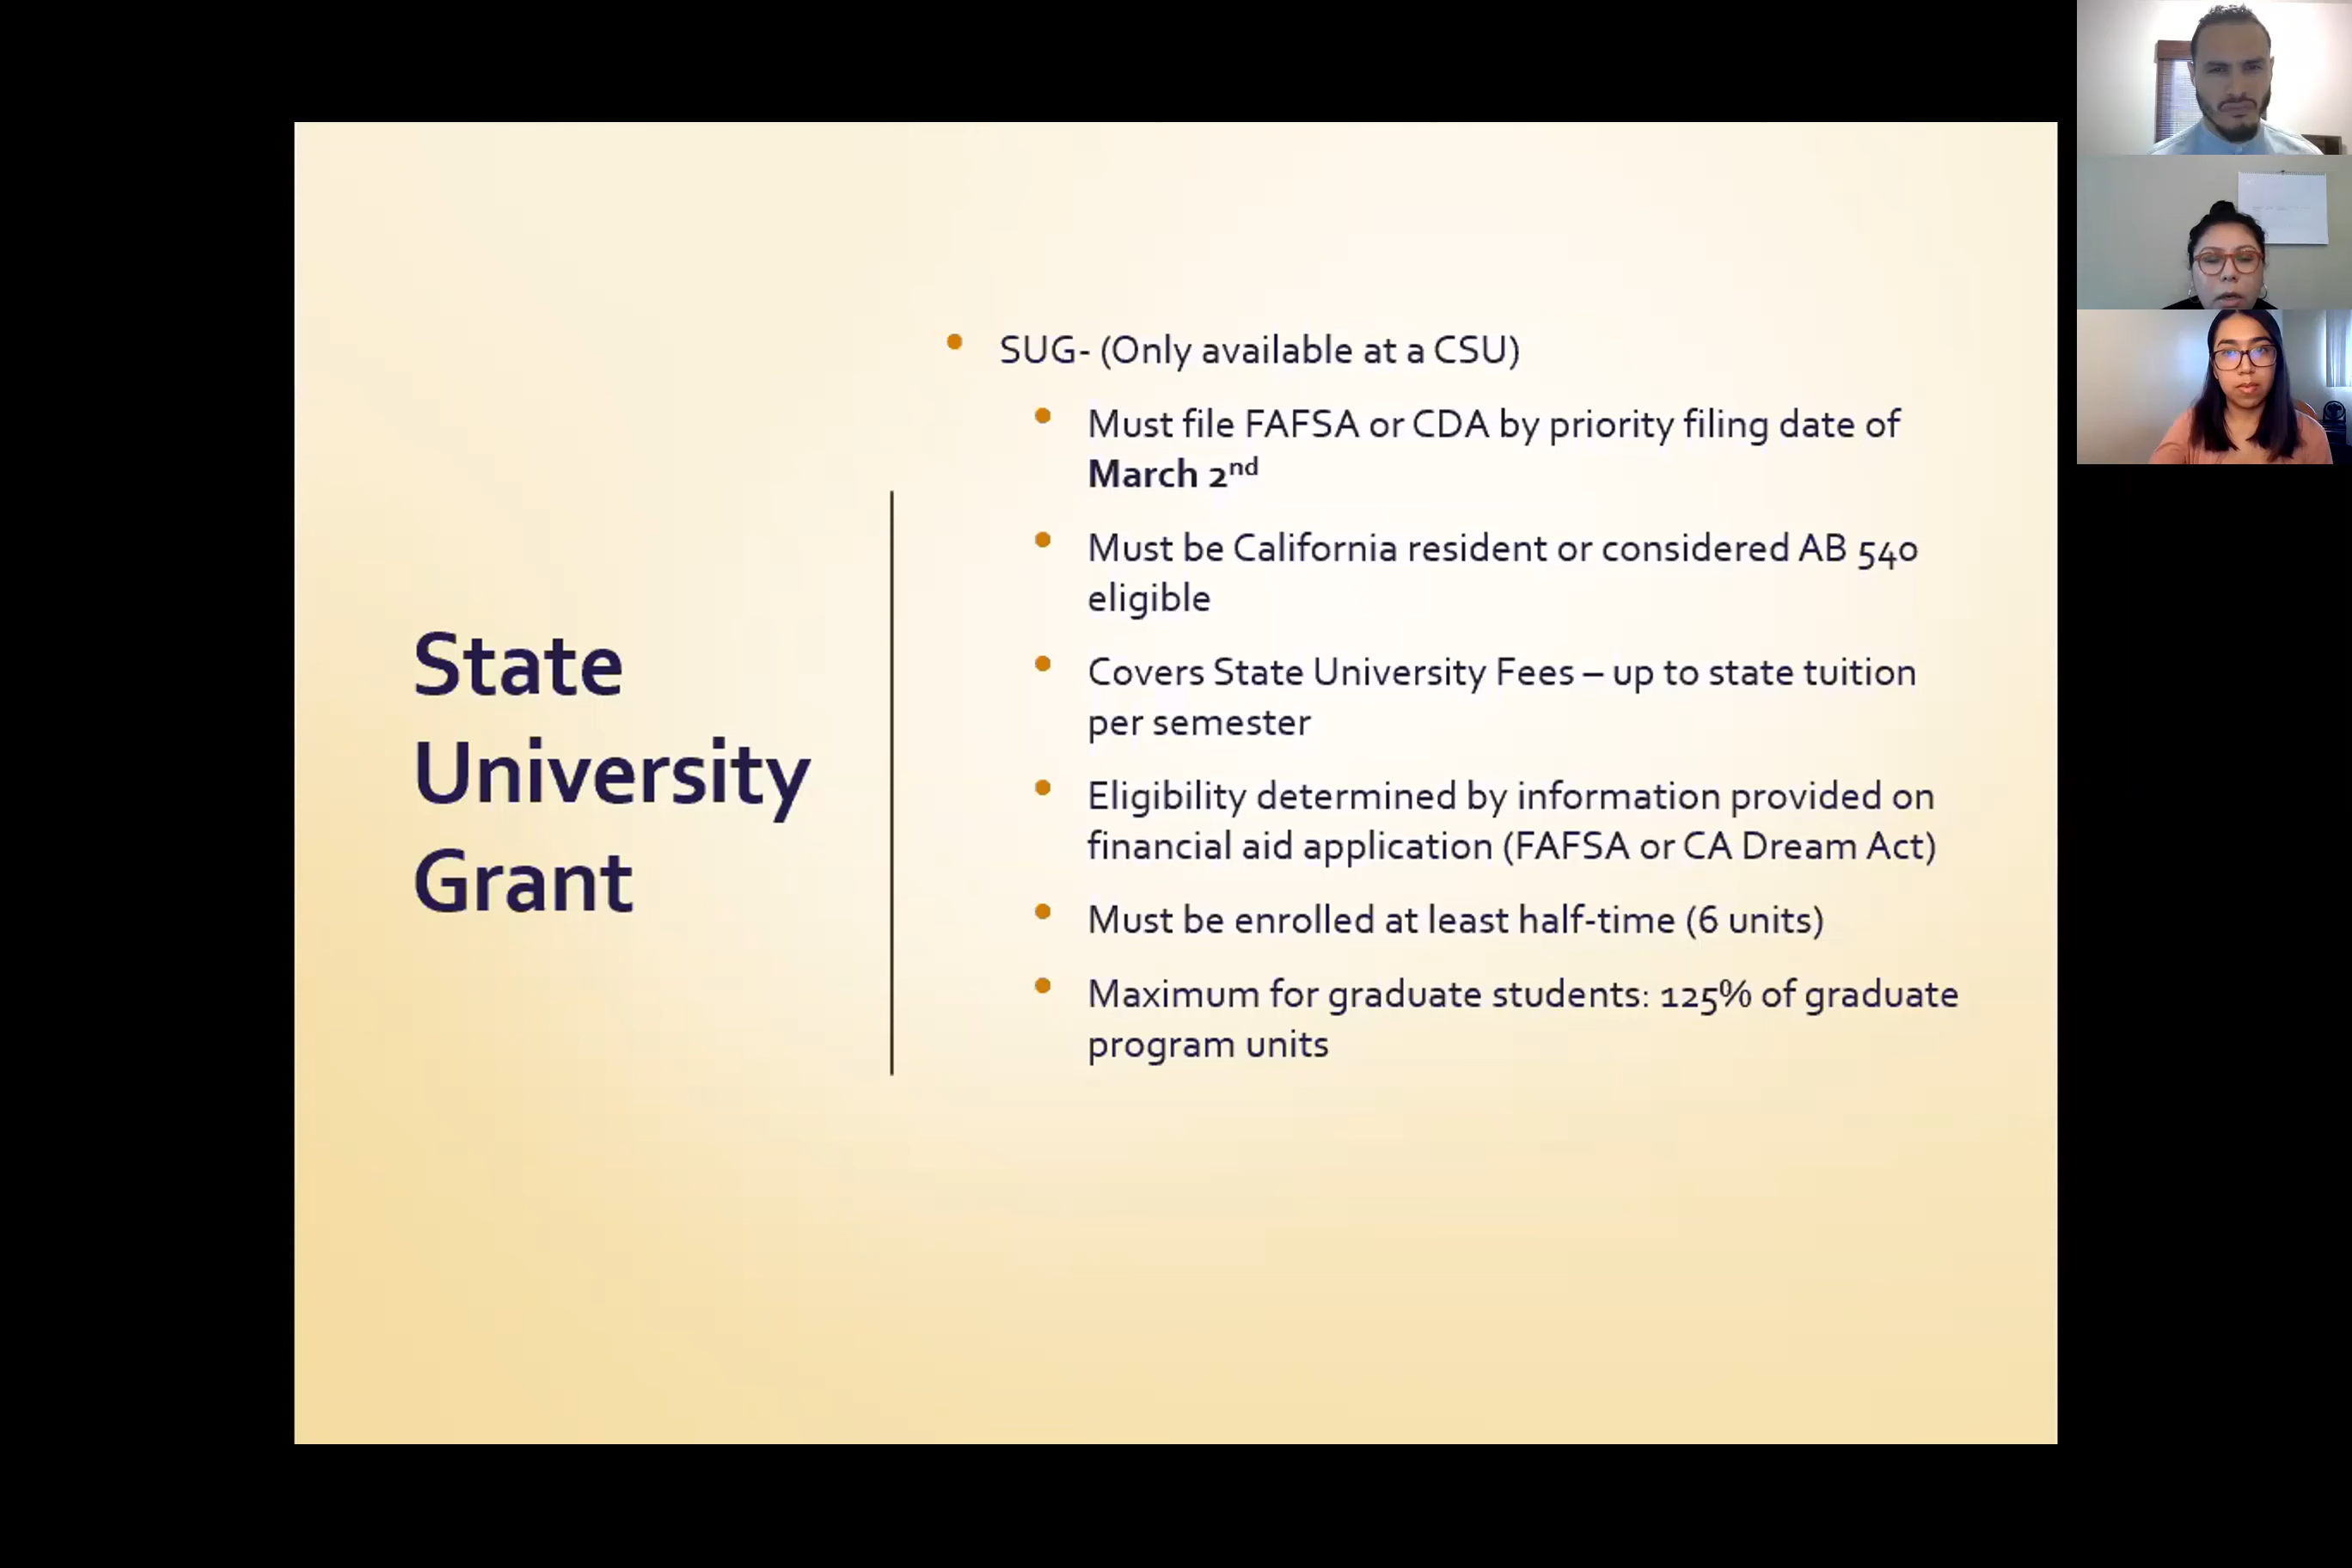 State
University
Grant
SUG- (Only available at a CSU)
Must file FAFSA or CDA by priority filing date of
March 2nd
Must be California resident or considered AB 540
eligible
Covers State University Fees – up to state tuition
per semester
Eligibility determined by information provided on
financial aid application (FAFSA or CA Dream Act)
Must be enrolled at least half-time (6 units)
Maximum for graduate students: 125% of graduate
program units